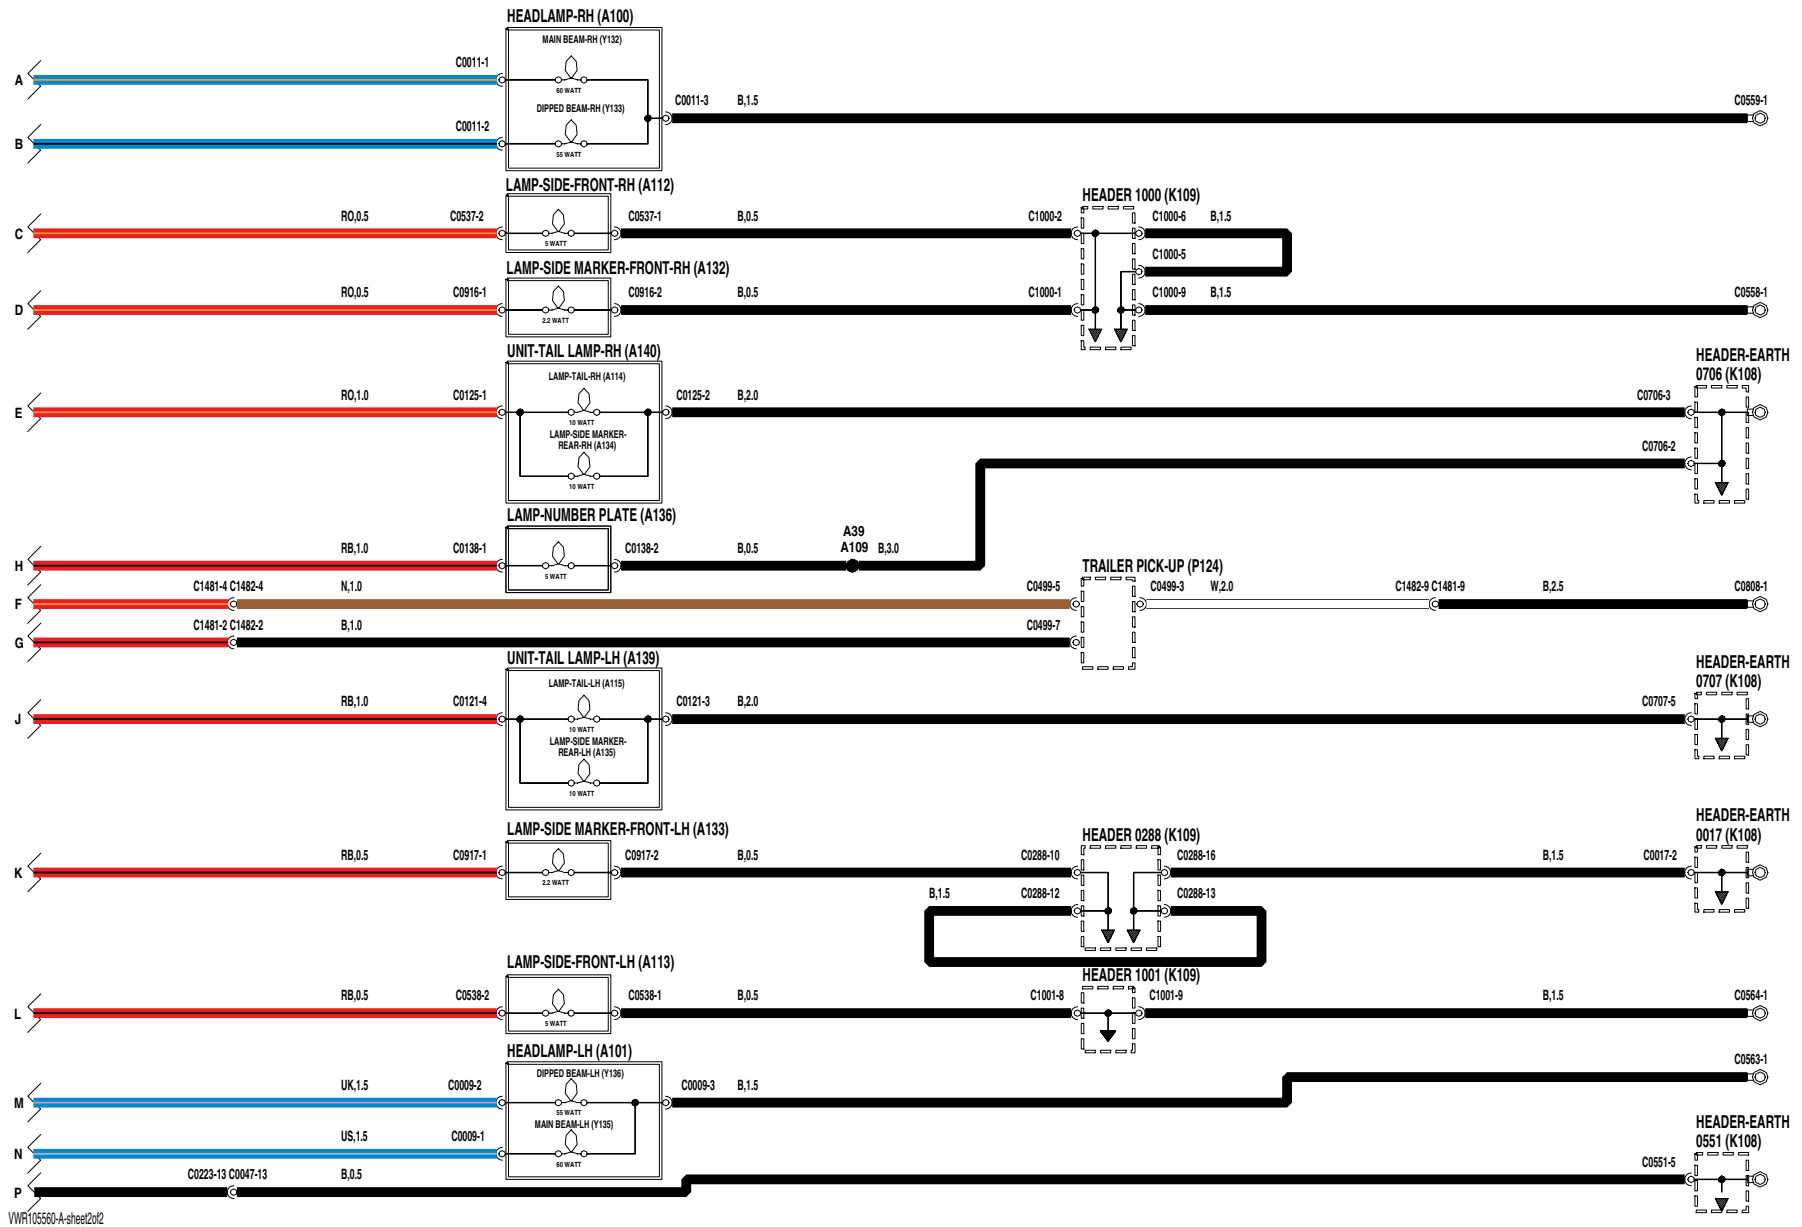 HEADLAMP-RH (A100)
MAIN BEAM-RH (Y132)
A
C0011-1
60 WATT
C0011-3 B,1.5 C0559-1
DIPPED BEAM-RH (Y133)
B
C0011-2
55 WATT
LAMP-SIDE-FRONT-RH (A112)
HEADER 1000 (K109)
C
RO,0.5 C0537-2
5 WATT
C0537-1 B,0.5 C1000-2
C1000-6 B,1.5
C1000-5
LAMP-SIDE MARKER-FRONT-RH (A132)
D
RO,0.5 C0916-1
2.2 WATT
C0916-2 B,0.5 C1000-1
C1000-9 B,1.5 C0558-1
UNIT-TAIL LAMP-RH (A140)
HEADER-EARTH
0706 (K108)
LAMP-TAIL-RH (A114)
E
RO,1.0 C0125-1
10 WATT
C0125-2 B,2.0 C0706-3
LAMP-SIDE MARKER-
REAR-RH (A134)
10 WATT
C0706-2
LAMP-NUMBER PLATE (A136)
A39
A109
H
RB,1.0 C0138-1
5 WATT
C0138-2 B,0.5 B,3.0
TRAILER PICK-UP (P124)
F
C1481-4 C1482-4 N,1.0 C0499-5
C0499-3 W,2.0 C1482-9 C1481-9 B,2.5 C0808-1
G
C1481-2 C1482-2 B,1.0 C0499-7
UNIT-TAIL LAMP-LH (A139)
HEADER-EARTH
0707 (K108)
LAMP-TAIL-LH (A115)
J
RB,1.0 C0121-4
10 WATT
C0121-3 B,2.0 C0707-5
LAMP-SIDE MARKER-
REAR-LH (A135)
10 WATT
LAMP-SIDE MARKER-FRONT-LH (A133)
HEADER 0288 (K109)
HEADER-EARTH
0017 (K108)
K
RB,0.5 C0917-1
2.2 WATT
C0917-2 B,0.5 C0288-10
C0288-16 B,1.5 C0017-2
B,1.5 C0288-12 C0288-13
LAMP-SIDE-FRONT-LH (A113)
HEADER 1001 (K109)
L
RB,0.5 C0538-2
5 WATT
C0538-1 B,0.5 C1001-8
C1001-9 B,1.5 C0564-1
HEADLAMP-LH (A101)
C0563-1
DIPPED BEAM-LH (Y136)
M
UK,1.5 C0009-2
55 WATT
C0009-3 B,1.5
MAIN BEAM-LH (Y135)
N
US,1.5 C0009-1
60 WATT
HEADER-EARTH
0551 (K108)
P
C0223-13 C0047-13 B,0.5 C0551-5
VWR105560-A-sheet2of2